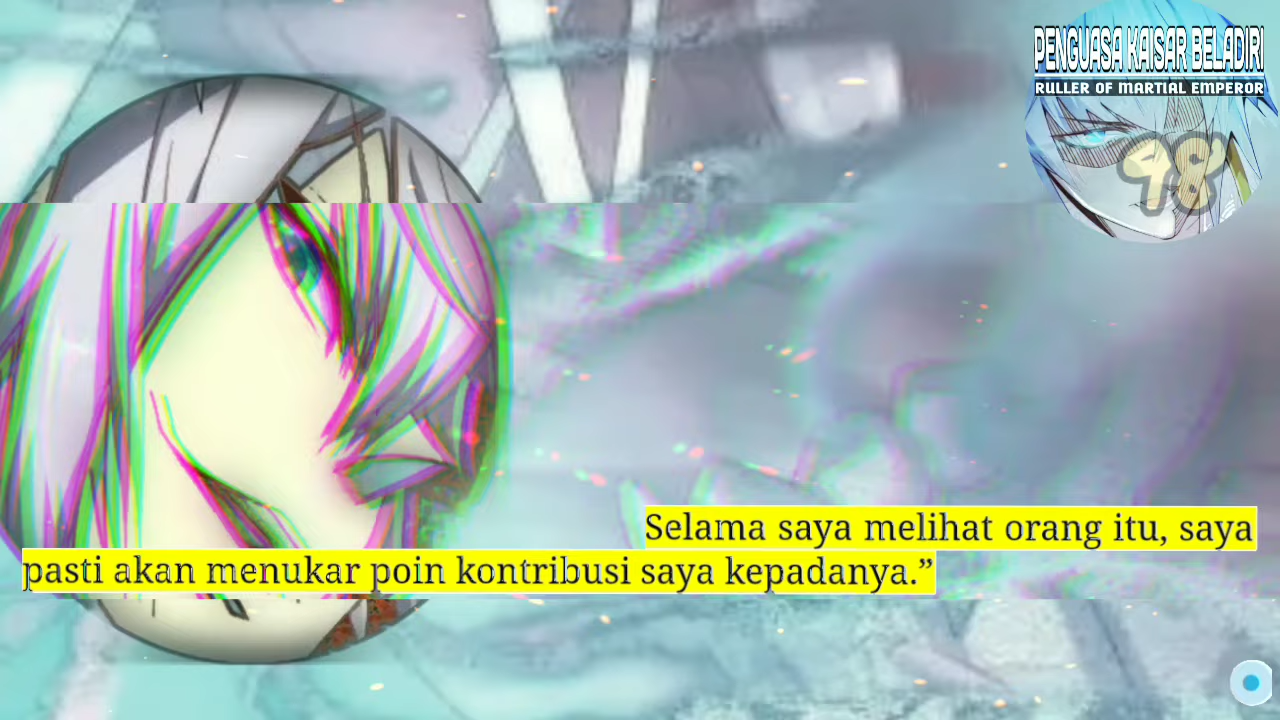 PENGUASA KAISAR BELADIRI
RULLER OF MARTIAL EMPEROR
98
Selama saya melihat orang itu, saya
pasti akan menukar poin kontribusi saya kepadanya.”